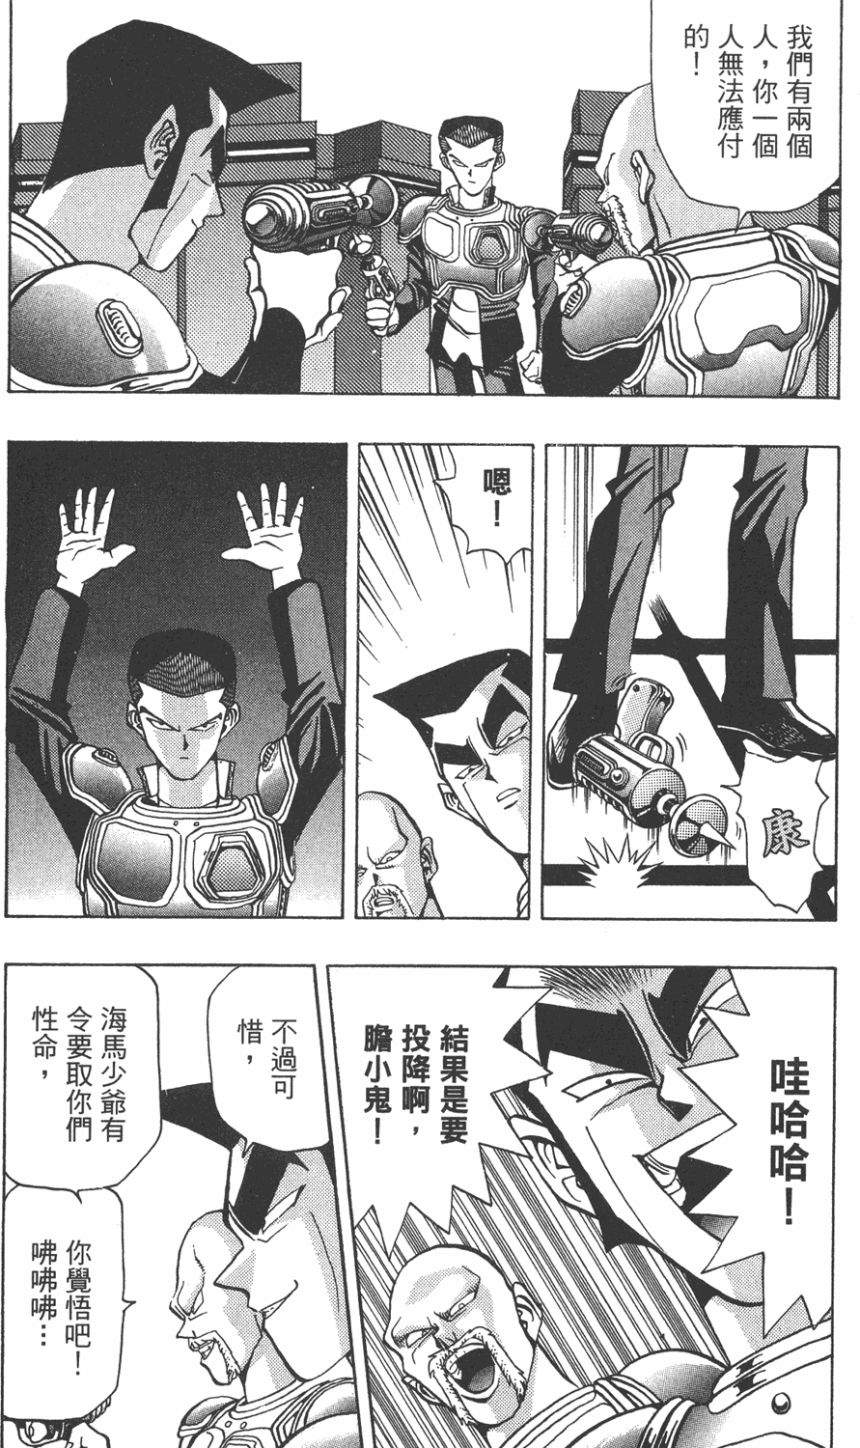 我們有兩個
人，你一個
人無法應付
的！
康
嗯！
哇哈哈！
結果是要
投降啊，
膽小鬼！
不過可
惜，
海馬少爺有
令要取你們
性命，
你覺悟吧！
咈咈咈…